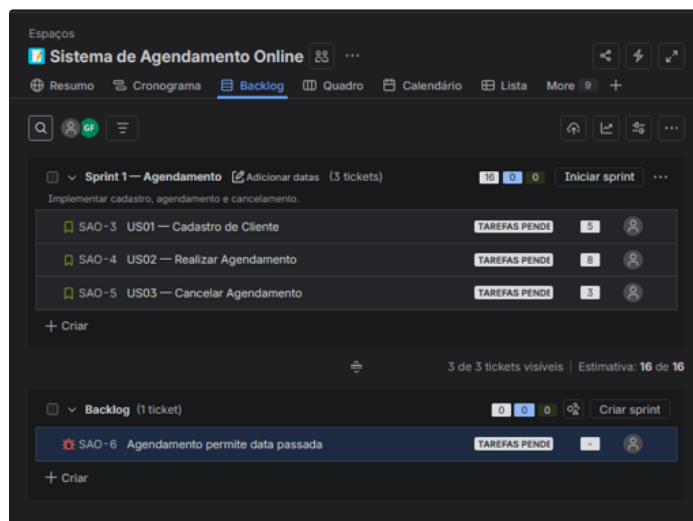 Espaços
Sistema de Agendamento Online
Resumo Cronograma Backlog Quadro Calendário Lista More 9
GF
Sprint 1 — Agendamento Adicionar datas (3 tickets) 16 0 0 Iniciar sprint
Implementar cadastro, agendamento e cancelamento.
SAO-3 US01 — Cadastro de Cliente TAREFAS PENDE 5
SAO-4 US02 — Realizar Agendamento TAREFAS PENDE 8
SAO-5 US03 — Cancelar Agendamento TAREFAS PENDE 3
+ Criar
3 de 3 tickets visíveis | Estimativa: 16 de 16
Backlog (1 ticket) 0 0 0 Criar sprint
SAO-6 Agendamento permite data passada TAREFAS PENDE -
+ Criar